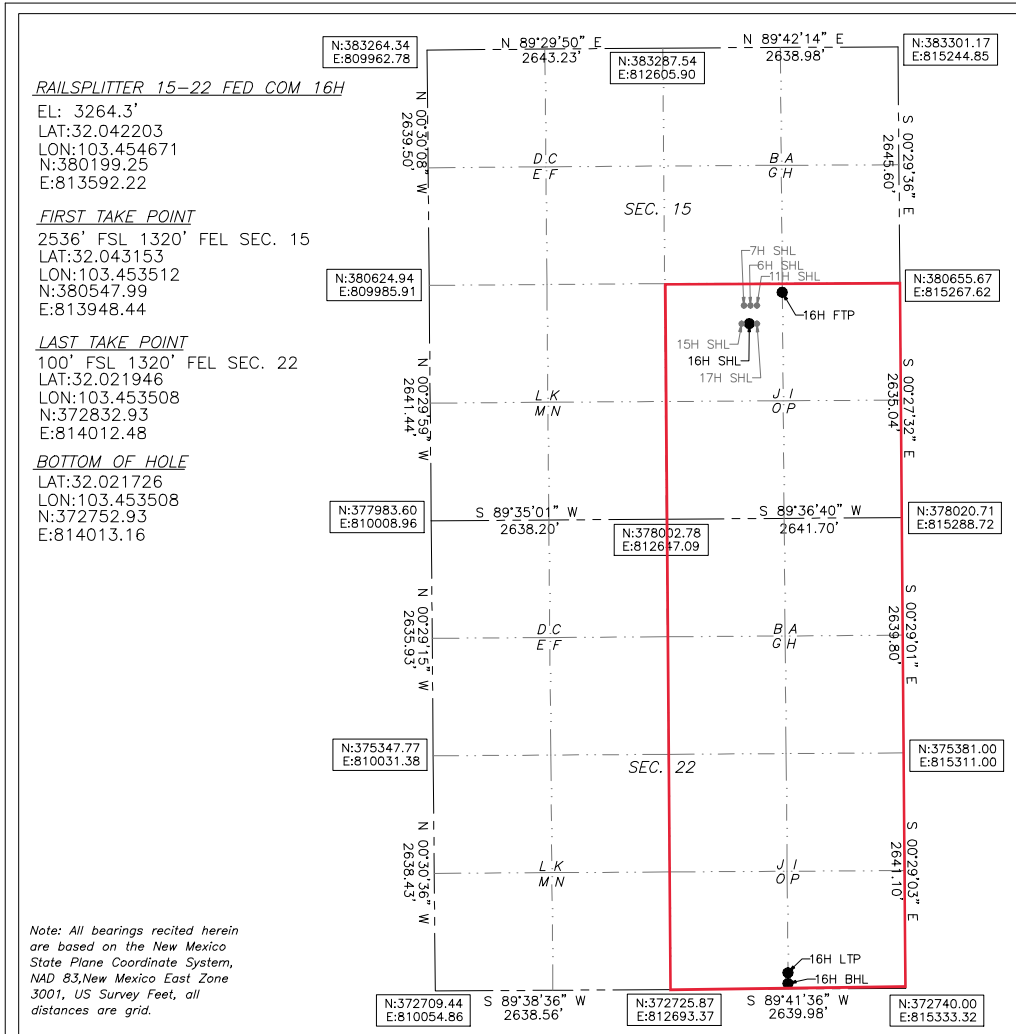 RAILSPLITTER 15-22 FED COM 16H
EL: 3264.3'
LAT:32.042203
LON:103.454671
N:380199.25
E:813592.22
FIRST TAKE POINT
2536' FSL 1320' FEL SEC. 15
LAT:32.043153
LON:103.453512
N:380547.99
E:813948.44
LAST TAKE POINT
100' FSL 1320' FEL SEC. 22
LAT:32.021946
LON:103.453508
N:372832.93
E:814012.48
BOTTOM OF HOLE
LAT:32.021726
LON:103.453508
N:372752.93
E:814013.16
Note: All bearings recited herein
are based on the New Mexico
State Plane Coordinate System,
NAD 83,New Mexico East Zone
3001, US Survey Feet, all
distances are grid.
N:383264.34
E:809962.78
N 89°29'50" E
2643.23'
N:383287.54
E:812605.90
N 89°42'14" E
2638.98'
N:383301.17
E:815244.85
N 00°30'08" W
2639.50'
D C
E F
B A
G H
S 00°29'36" E
2645.60'
SEC. 15
7H SHL
6H SHL
11H SHL
N:380624.94
E:809985.91
N:380655.67
E:815267.62
16H FTP
15H SHL
16H SHL
17H SHL
N 00°29'59" W
2641.44'
L K
M N
J I
O P
S 00°27'32" E
2635.04'
N:377983.60
E:810008.96
S 89°35'01" W
2638.20'
N:378002.78
E:812647.09
S 89°36'40" W
2641.70'
N:378020.71
E:815288.72
N 00°29'15" W
2635.93'
D C
E F
B A
G H
S 00°29'01" E
2639.80'
N:375347.77
E:810031.38
SEC. 22
N:375381.00
E:815311.00
N 00°30'36" W
2638.43'
L K
M N
J I
O P
S 00°29'03" E
2641.10'
16H LTP
16H BHL
N:372709.44
E:810054.86
S 89°38'36" W
2638.56'
N:372725.87
E:812693.37
S 89°41'36" W
2639.98'
N:372740.00
E:815333.32